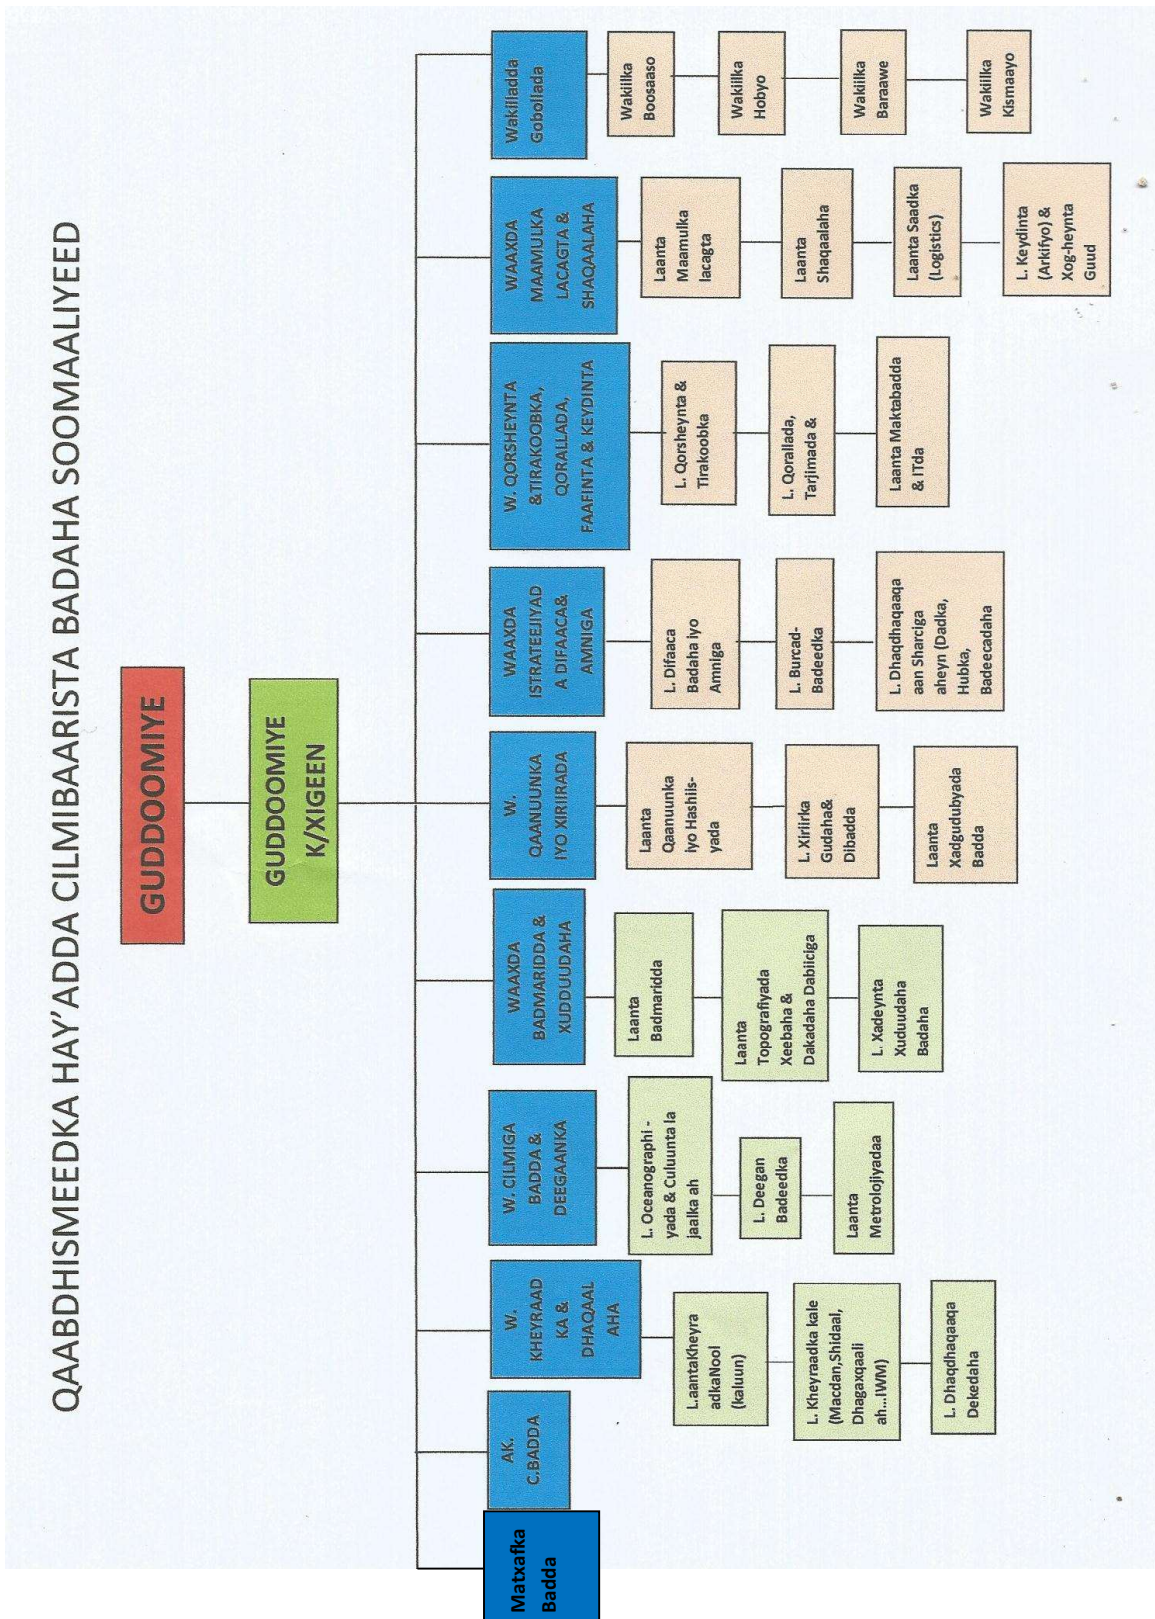 QAABDHISMEEDKA HAY'ADDA CILMIBAARISTA BADAHA SOOMAALIYEED
GUDDOOMIYE
GUDDOOMIYE
K/XIGEEN
Matxafka
Badda
AK.
C.BADDA
W.
KHEYRAAD
KA &
DHAQAAL
AHA
L.aantaKheyra
adkaNool
(kaluun)
L. Kheyraadka kale
(Macdan,Shidaal,
Dhagaxqaali
ah...IWM)
L. Dhaqdhaqaaqa
Dekedaha
W. CILMIGA
BADDA &
DEEGAANKA
L. Oceanographi -
yada & Culuunta la
jaalka ah
L. Deegan
Badeedka
Laanta
Metrolojiyadaa
WAAXDA
BADMARIDDA &
XUDDUUDAHA
Laanta
Badmaridda
Laanta
Topografiyada
Xeebaha &
Dakadaha Dabiiciga
L. Xadeynta
Xuduudaha
Badaha
W.
QAANUUNKA
IYO XIRIIRADA
Laanta
Qaanuunka
iyo Hashiis-
yada
L. Xiriirka
Gudaha&
Dibadda
Laanta
Xadgudubyada
Badda
WAAXDA
ISTRATEEJIYAD
A DIFAACA&
AMNIGA
L. Difaaca
Badaha iyo
Amniga
L. Burcad-
Badeedka
L. Dhaqdhaqaaqa
aan Sharciga
aheyn (Dadka,
Hubka,
Badeecadaha
W. QORSHEYNTA
&TIRAKOOBKA,
QORALLADA,
FAAFINTA & KEYDINTA
L. Qorsheynta &
Tirakoobka
L. Qorallada,
Tarjimada &
Laanta Maktabadda
& ITda
WAAXDA
MAAMULKA
LACAGTA &
SHAQAALAHA
Laanta
Maamulka
lacagta
Laanta
Shaqaalaha
Laanta Saadka
(Logistics)
L. Keydinta
(Arkifyo) &
Xog-heynta
Guud
Wakiilladda
Gobollada
Wakiilka
Boosaaso
Wakiilka
Hobyo
Wakiilka
Baraawe
Wakiilka
Kismaayo